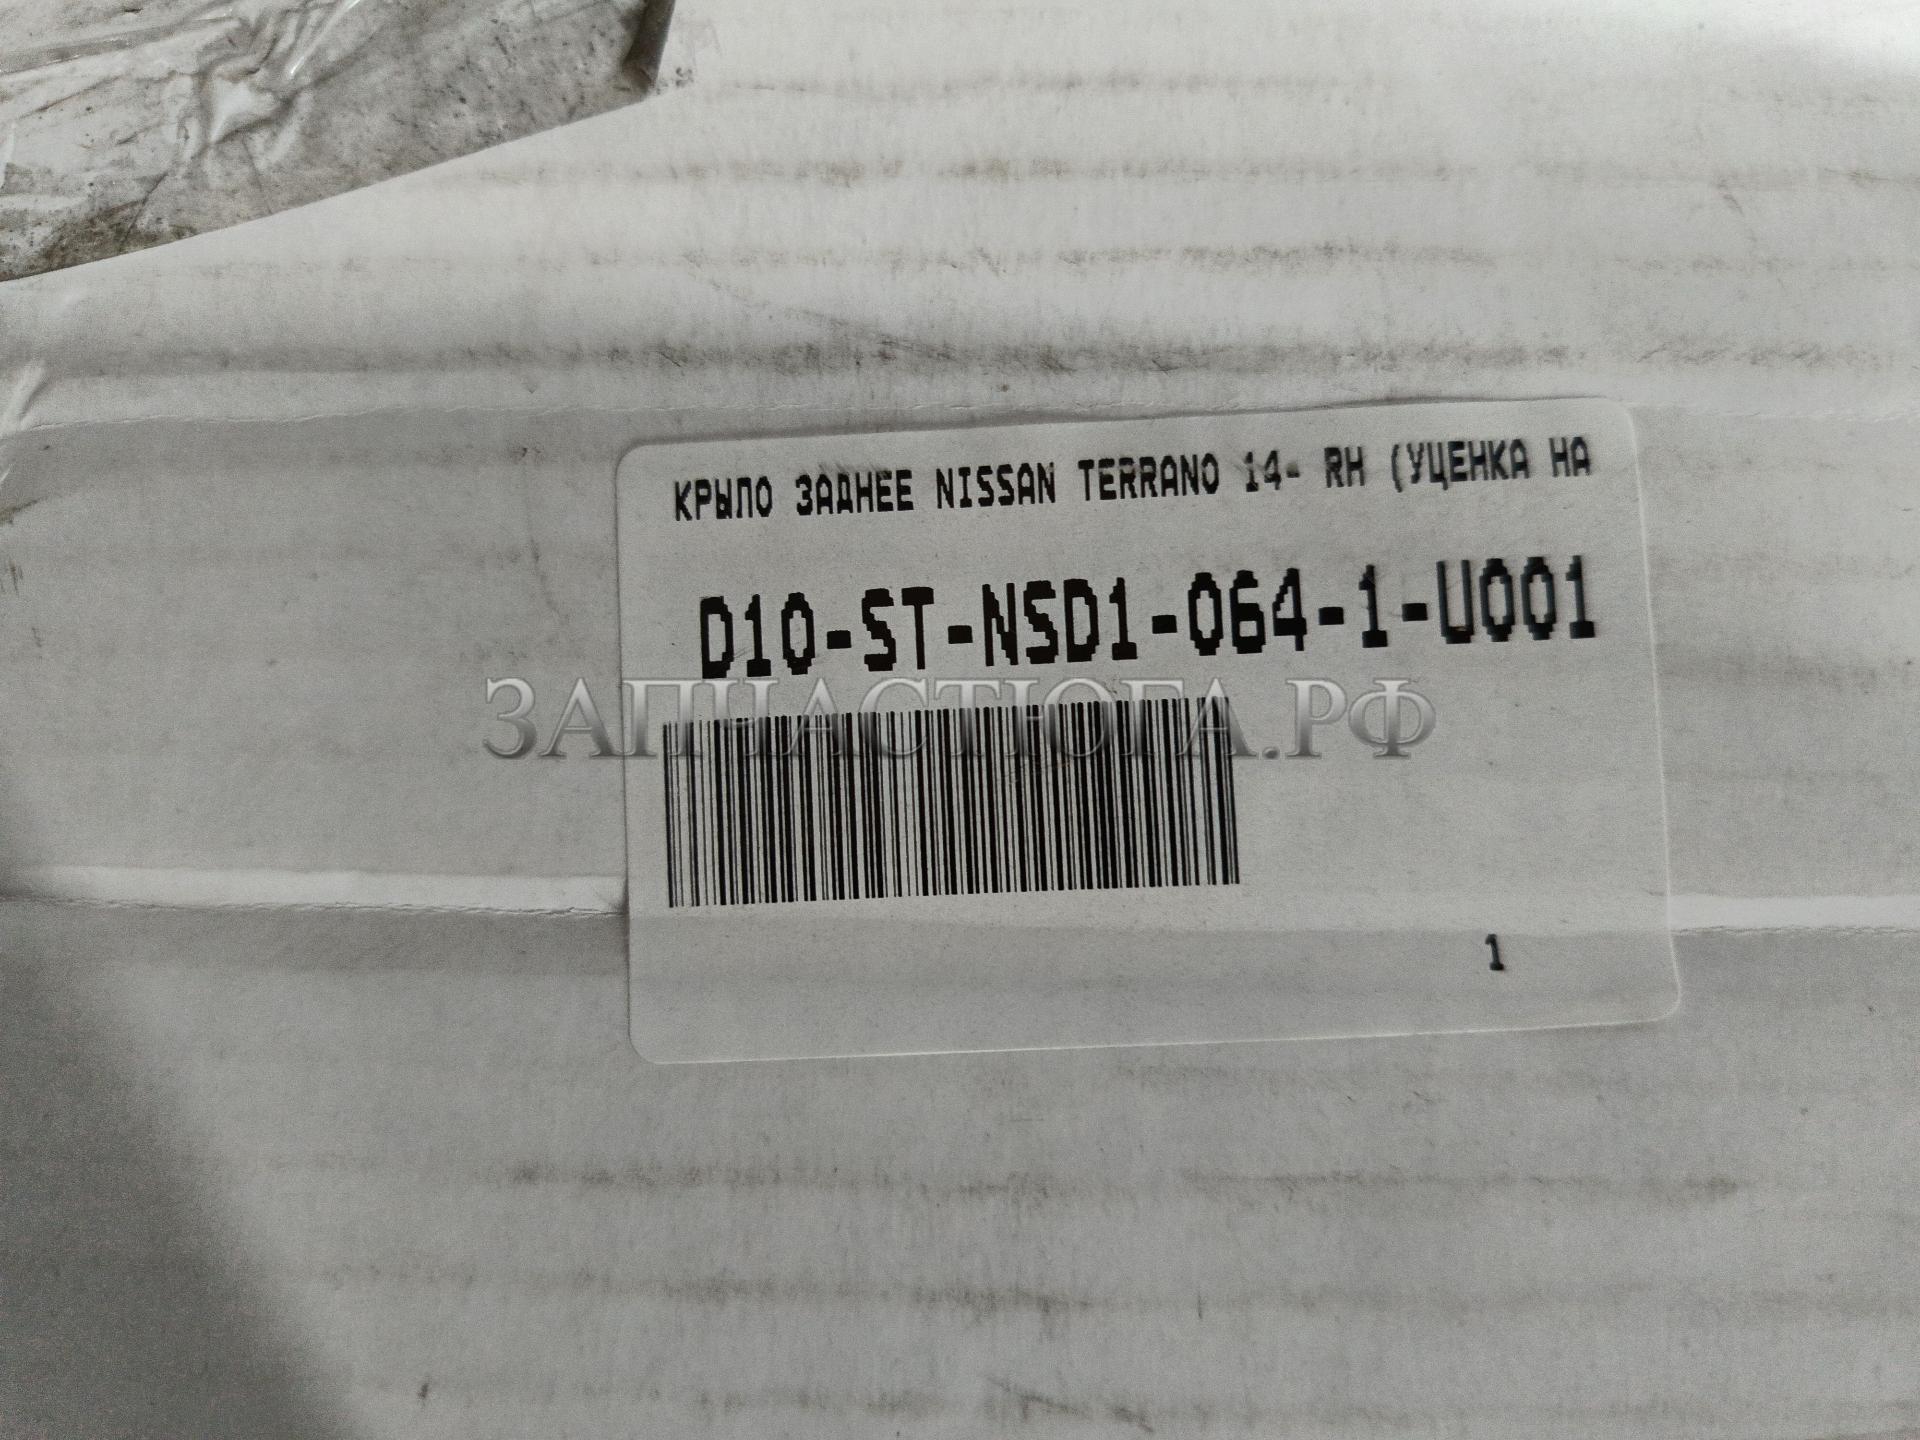 КРЫЛО ЗАДНЕЕ NISSAN TERRANO 14- RH (УЦЕНКА НА
D10-ST-NSD1-064-1-U001
ЗАПЧАСТЮГА.РФ
1